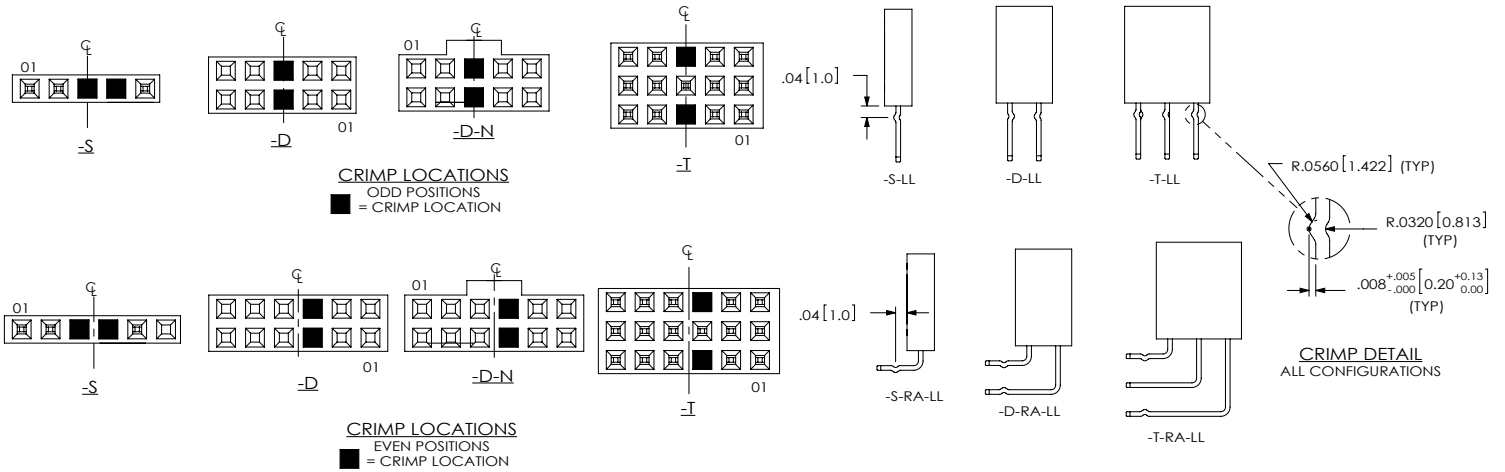 ℄
01
-S
℄
-D
01
℄
01
-D-N
℄
-T
01
CRIMP LOCATIONS
ODD POSITIONS
= CRIMP LOCATION
.04[1.0]
-S-LL
-D-LL
-T-LL
R.0560[1.422] (TYP)
R.0320[0.813]
(TYP)
.008+.005-.000[0.20+0.13 0.00]
(TYP)
CRIMP DETAIL
ALL CONFIGURATIONS
℄
01
-S
℄
-D
01
℄
01
-D-N
℄
-T
01
CRIMP LOCATIONS
EVEN POSITIONS
= CRIMP LOCATION
.04[1.0]
-S-RA-LL
-D-RA-LL
-T-RA-LL